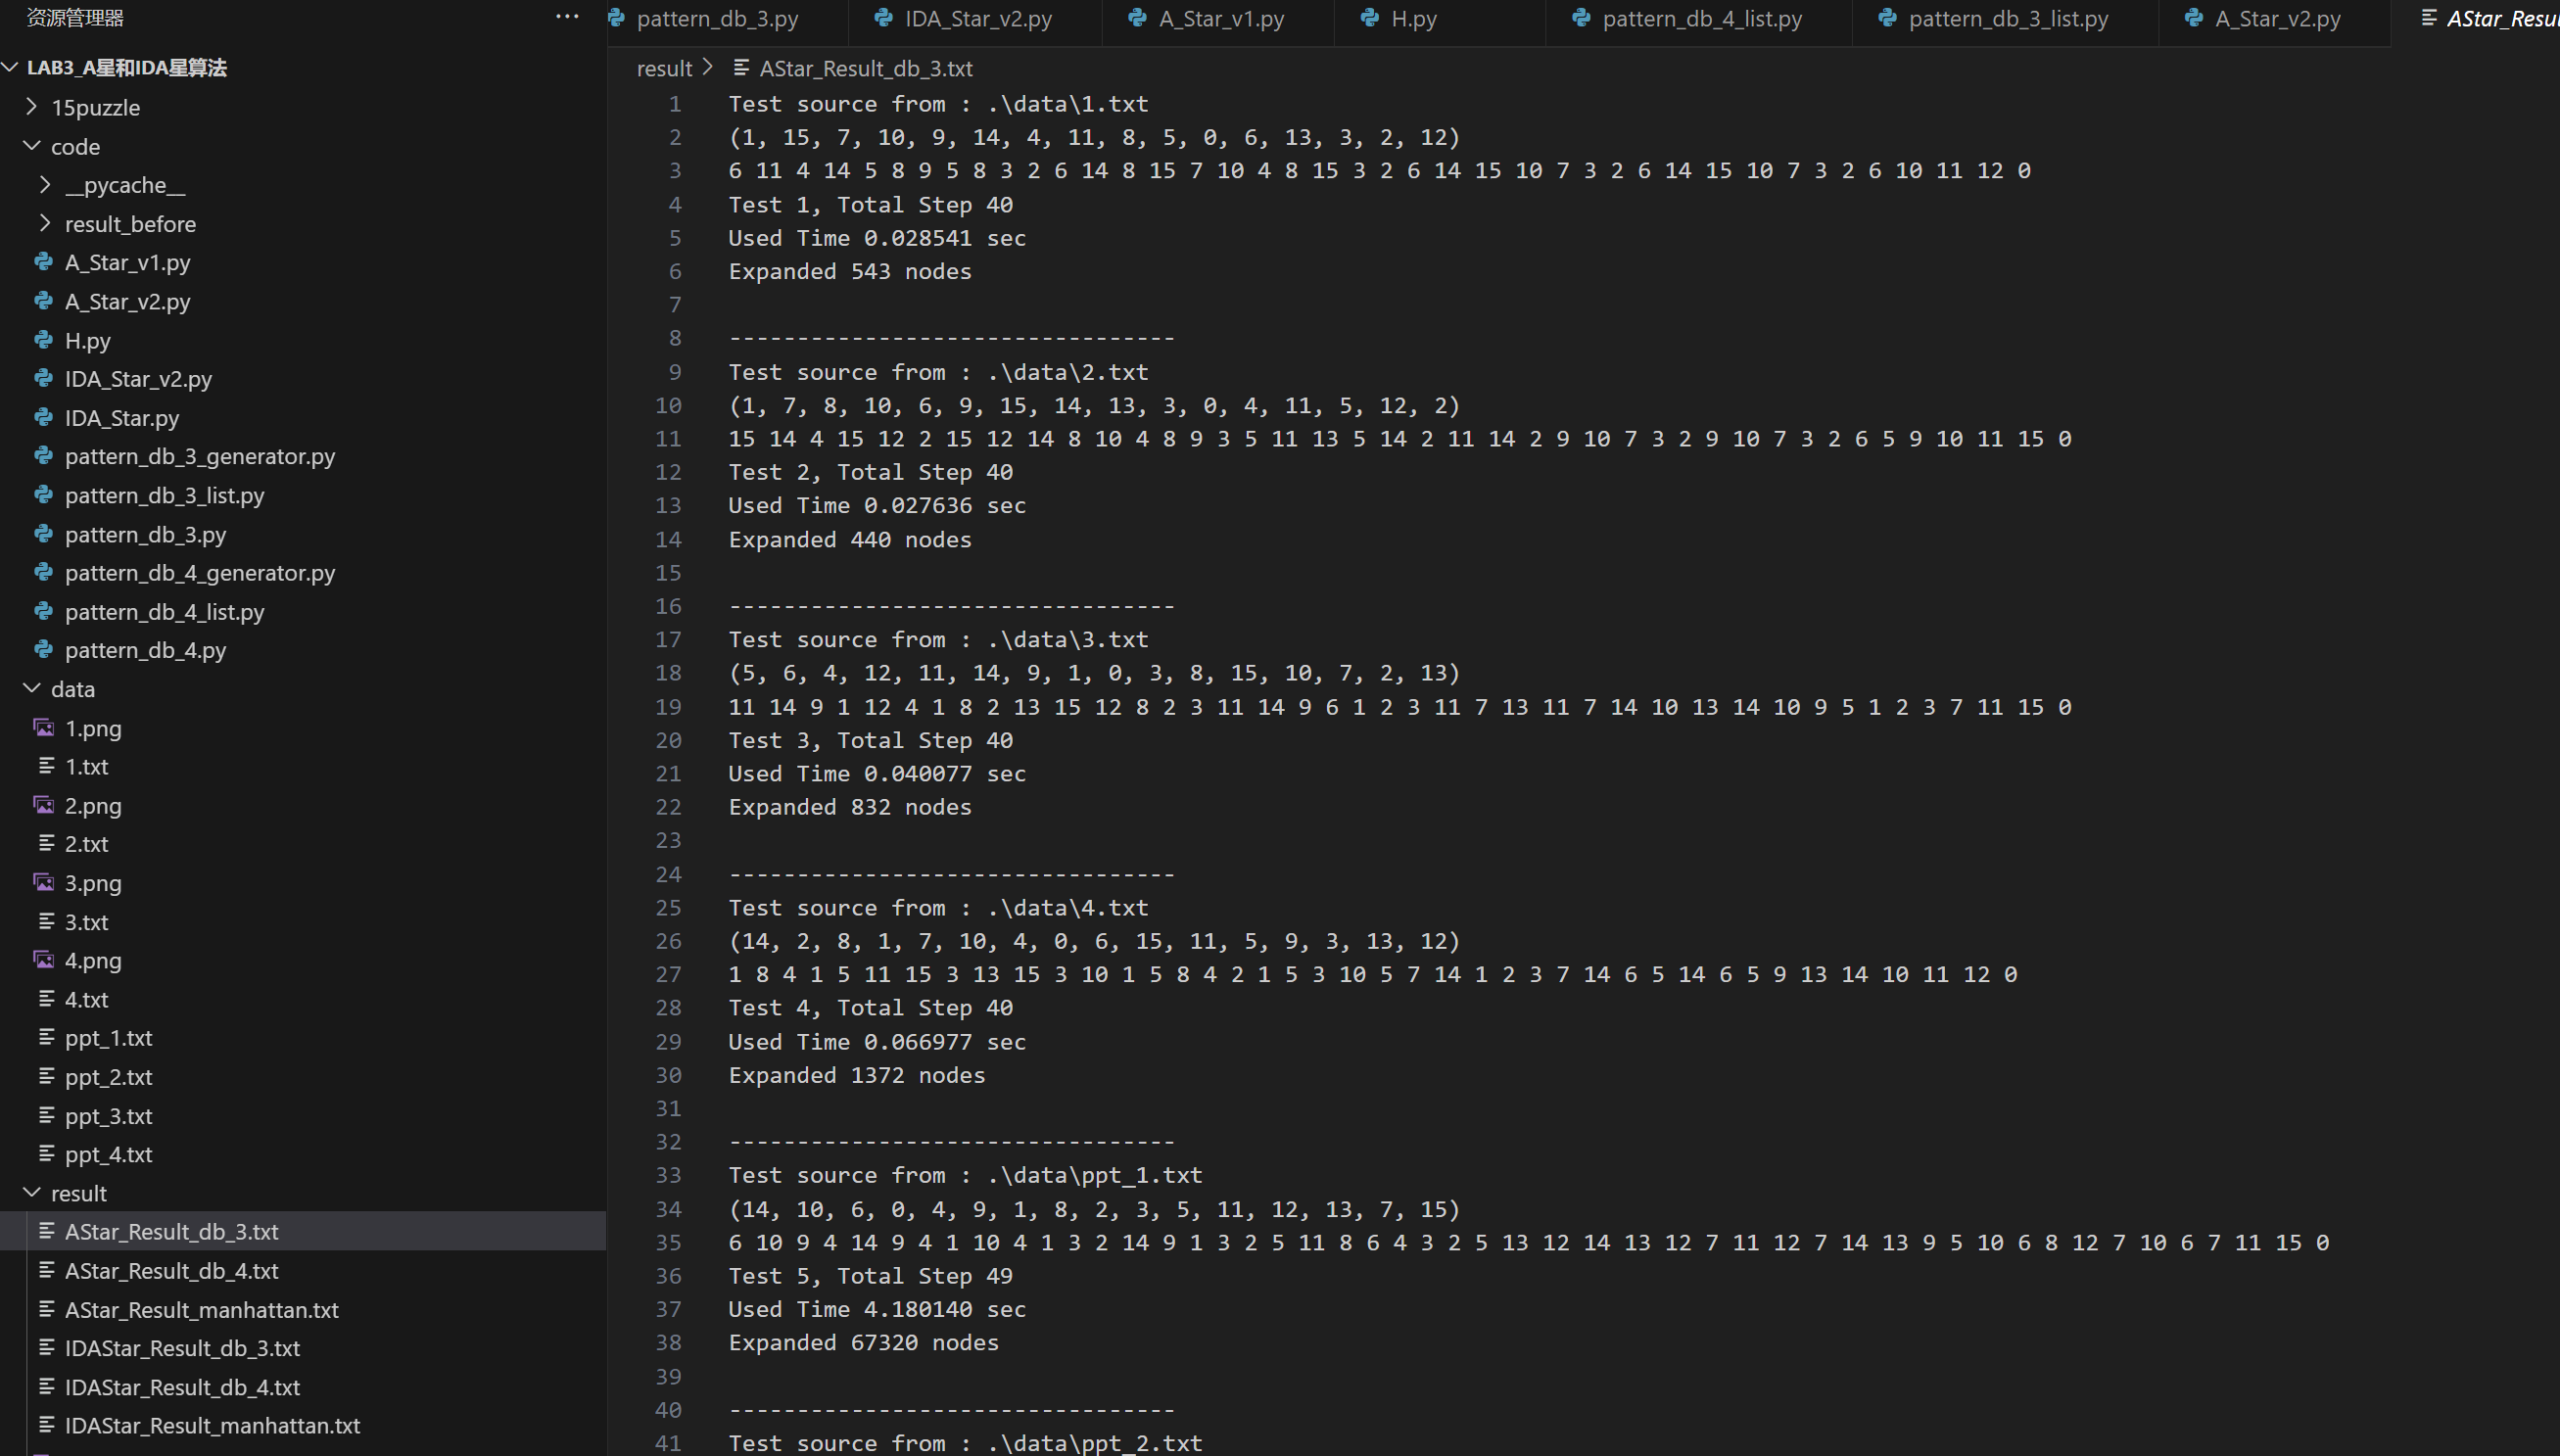 资源管理器
LAB3_A星和IDA星算法
15puzzle
code
__pycache__
result_before
A_Star_v1.py
A_Star_v2.py
H.py
IDA_Star_v2.py
IDA_Star.py
pattern_db_3_generator.py
pattern_db_3_list.py
pattern_db_3.py
pattern_db_4_generator.py
pattern_db_4_list.py
pattern_db_4.py
data
1.png
1.txt
2.png
2.txt
3.png
3.txt
4.png
4.txt
ppt_1.txt
ppt_2.txt
ppt_3.txt
ppt_4.txt
result
AStar_Result_db_3.txt
AStar_Result_db_4.txt
AStar_Result_manhattan.txt
IDAStar_Result_db_3.txt
IDAStar_Result_db_4.txt
IDAStar_Result_manhattan.txt
pattern_db_3.py IDA_Star_v2.py A_Star_v1.py H.py pattern_db_4_list.py pattern_db_3_list.py A_Star_v2.py AStar_Resul
result > AStar_Result_db_3.txt
1 Test source from : .\data\1.txt
2 (1, 15, 7, 10, 9, 14, 4, 11, 8, 5, 0, 6, 13, 3, 2, 12)
3 6 11 4 14 5 8 9 5 8 3 2 6 14 8 15 7 10 4 8 15 3 2 6 14 15 10 7 3 2 6 14 15 10 7 3 2 6 10 11 12 0
4 Test 1, Total Step 40
5 Used Time 0.028541 sec
6 Expanded 543 nodes
7
8 ---------------------------------
9 Test source from : .\data\2.txt
10 (1, 7, 8, 10, 6, 9, 15, 14, 13, 3, 0, 4, 11, 5, 12, 2)
11 15 14 4 15 12 2 15 12 14 8 10 4 8 9 3 5 11 13 5 14 2 11 14 2 9 10 7 3 2 9 10 7 3 2 6 5 9 10 11 15 0
12 Test 2, Total Step 40
13 Used Time 0.027636 sec
14 Expanded 440 nodes
15
16 ---------------------------------
17 Test source from : .\data\3.txt
18 (5, 6, 4, 12, 11, 14, 9, 1, 0, 3, 8, 15, 10, 7, 2, 13)
19 11 14 9 1 12 4 1 8 2 13 15 12 8 2 3 11 14 9 6 1 2 3 11 7 13 11 7 14 10 13 14 10 9 5 1 2 3 7 11 15 0
20 Test 3, Total Step 40
21 Used Time 0.040077 sec
22 Expanded 832 nodes
23
24 ---------------------------------
25 Test source from : .\data\4.txt
26 (14, 2, 8, 1, 7, 10, 4, 0, 6, 15, 11, 5, 9, 3, 13, 12)
27 1 8 4 1 5 11 15 3 13 15 3 10 1 5 8 4 2 1 5 3 10 5 7 14 1 2 3 7 14 6 5 14 6 5 9 13 14 10 11 12 0
28 Test 4, Total Step 40
29 Used Time 0.066977 sec
30 Expanded 1372 nodes
31
32 ---------------------------------
33 Test source from : .\data\ppt_1.txt
34 (14, 10, 6, 0, 4, 9, 1, 8, 2, 3, 5, 11, 12, 13, 7, 15)
35 6 10 9 4 14 9 4 1 10 4 1 3 2 14 9 1 3 2 5 11 8 6 4 3 2 5 13 12 14 13 12 7 11 12 7 14 13 9 5 10 6 8 12 7 10 6 7 11 15 0
36 Test 5, Total Step 49
37 Used Time 4.180140 sec
38 Expanded 67320 nodes
39
40 ---------------------------------
41 Test source from : .\data\ppt_2.txt